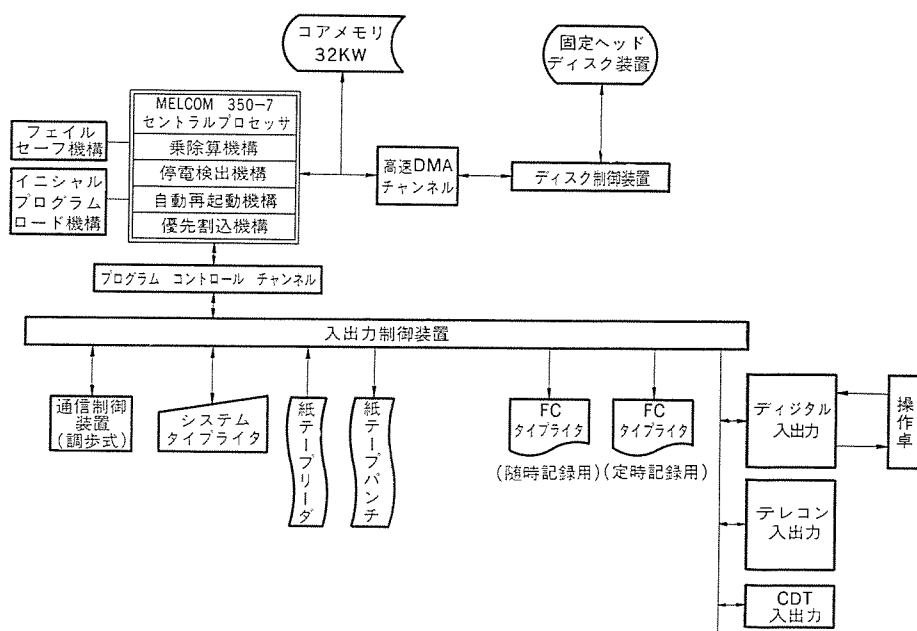 コアメモリ
32KW
固定ヘッド
ディスク装置
MELCOM 350-7
セントラルプロセッサ
乗除算機構
停電検出機構
自動再起動機構
優先割込機構
フェイル
セーフ機構
イニシャル
プログラム
ロード機構
高速DMA
チャンネル
ディスク制御装置
プログラム コントロール チャンネル
入出力制御装置
通信制御
装置
(調歩式)
システム
タイプライタ
紙テープリーダ
紙テープパンチ
FC
タイプライタ
(随時記録用)
FC
タイプライタ
(定時記録用)
ディジタル
入出力
操作卓
テレコン
入出力
CDT
入出力